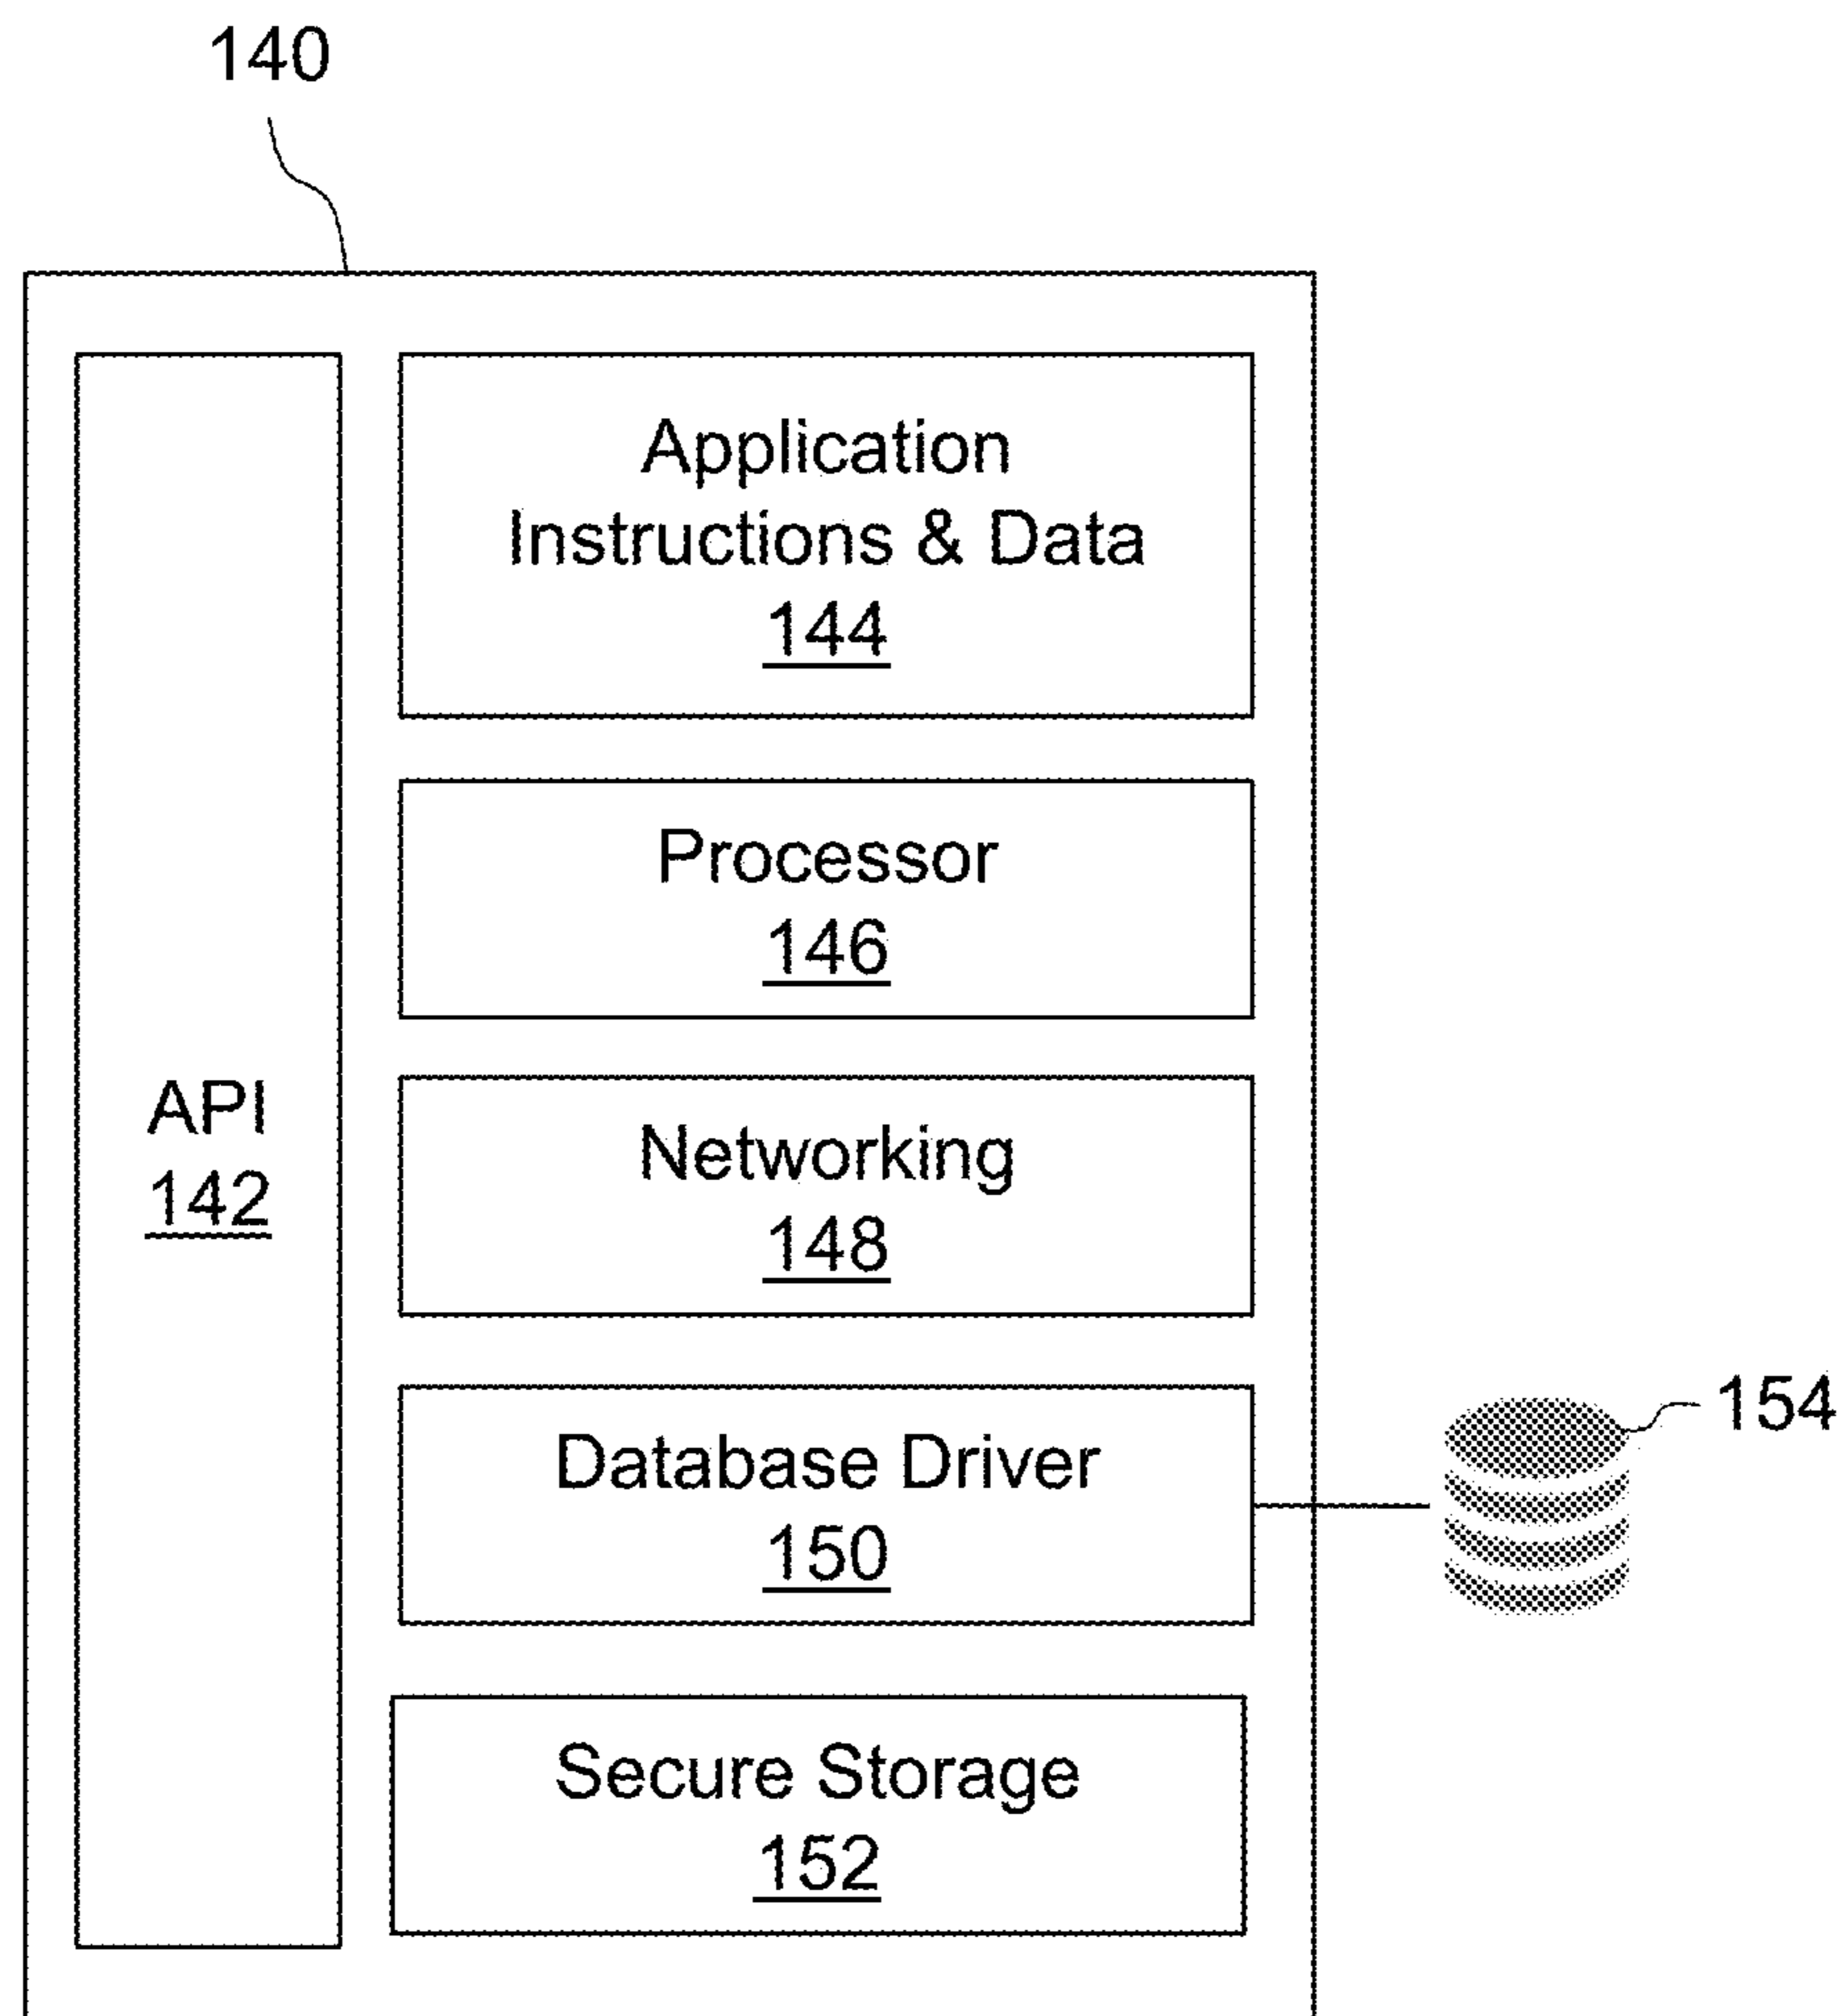 140
Application
Instructions & Data
144
Processor
146
API
142
Networking
148
Database Driver
150
154
Secure Storage
152